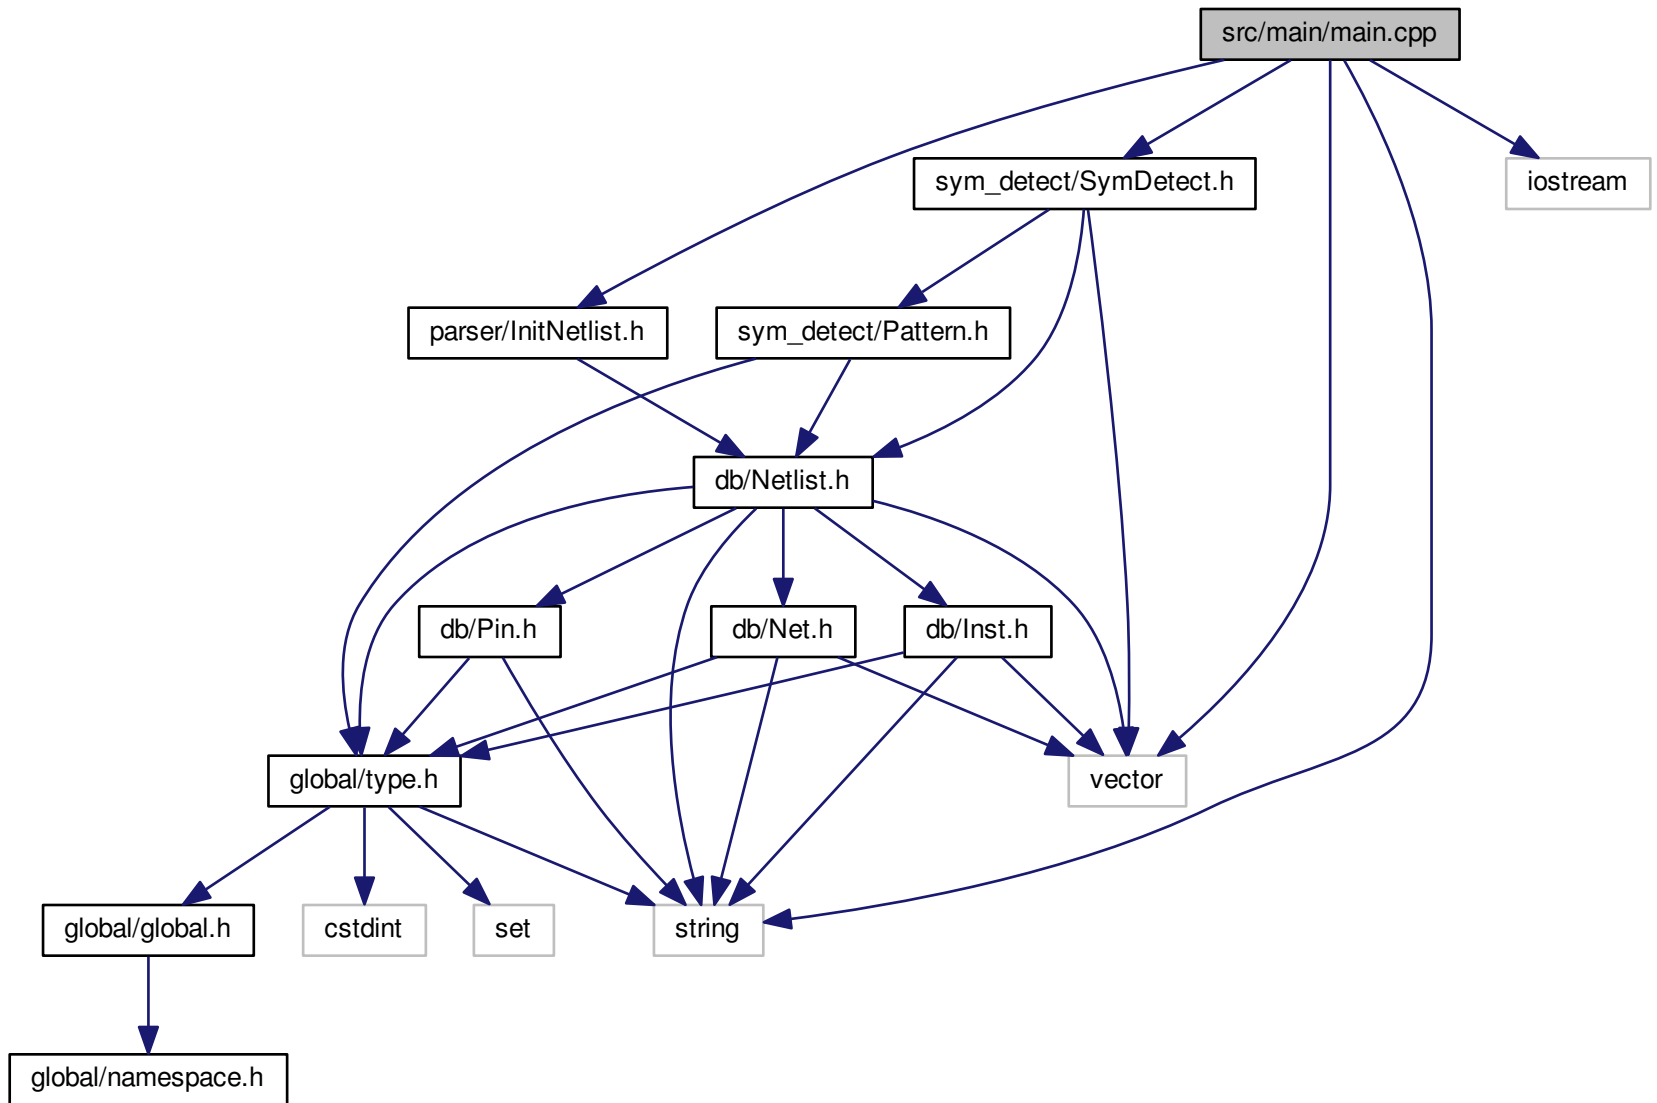 src/main/main.cpp
sym_detect/SymDetect.h
iostream
parser/InitNetlist.h
sym_detect/Pattern.h
db/Netlist.h
db/Pin.h
db/Net.h
db/Inst.h
global/type.h
vector
global/global.h
cstdint
set
string
global/namespace.h